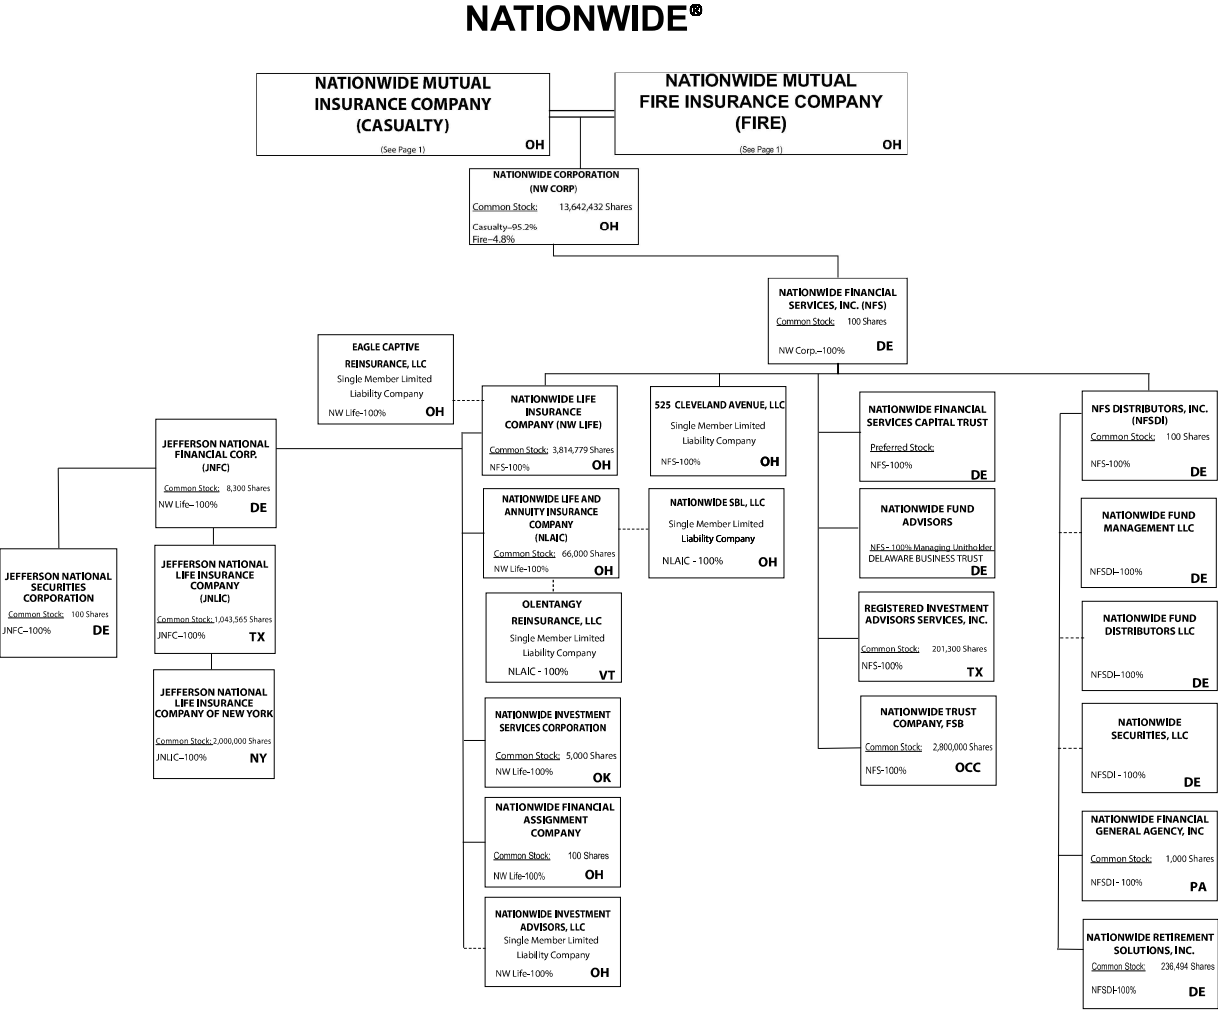 NATIONWIDE®
NATIONWIDE MUTUAL
INSURANCE COMPANY
(CASUALTY)
(See Page 1)
OH
NATIONWIDE MUTUAL
FIRE INSURANCE COMPANY
(FIRE)
(See Page 1)
OH
NATIONWIDE CORPORATION
(NW CORP)
Common Stock: 13,642,432 Shares
Casualty–95.2%
OH
Fire–4.8%
NATIONWIDE FINANCIAL
SERVICES, INC. (NFS)
Common Stock: 100 Shares
NW Corp.–100%
DE
EAGLE CAPTIVE
REINSURANCE, LLC
Single Member Limited
Liability Company
NW Life-100%
OH
NATIONWIDE LIFE
INSURANCE
COMPANY (NW LIFE)
Common Stock: 3,814,779 Shares
NFS-100%
OH
525 CLEVELAND AVENUE, LLC
Single Member Limited
Liability Company
NFS-100%
OH
NATIONWIDE FINANCIAL
SERVICES CAPITAL TRUST
Preferred Stock:
NFS-100%
DE
NFS DISTRIBUTORS, INC.
(NFSDI)
Common Stock: 100 Shares
NFS-100%
DE
JEFFERSON NATIONAL
FINANCIAL CORP.
(JNFC)
Common Stock: 8,300 Shares
NW Life–100%
DE
NATIONWIDE LIFE AND
ANNUITY INSURANCE
COMPANY
(NLAIC)
Common Stock: 66,000 Shares
NW Life-100%
OH
NATIONWIDE SBL, LLC
Single Member Limited
Liability Company
NLAIC - 100%
OH
NATIONWIDE FUND
ADVISORS
NFS- 100% Managing Unitholder
DELAWARE BUSINESS TRUST
DE
NATIONWIDE FUND
MANAGEMENT LLC
NFSDI–100%
DE
JEFFERSON NATIONAL
SECURITIES
CORPORATION
Common Stock: 100 Shares
JNFC–100%
DE
JEFFERSON NATIONAL
LIFE INSURANCE
COMPANY
(JNLIC)
Common Stock: 1,043,565 Shares
JNFC–100%
TX
OLENTANGY
REINSURANCE, LLC
Single Member Limited
Liability Company
NLAIC - 100%
VT
REGISTERED INVESTMENT
ADVISORS SERVICES, INC.
Common Stock: 201,300 Shares
NFS-100%
TX
NATIONWIDE FUND
DISTRIBUTORS LLC
NFSDI–100%
DE
JEFFERSON NATIONAL
LIFE INSURANCE
COMPANY OF NEW YORK
Common Stock: 2,000,000 Shares
JNLIC–100%
NY
NATIONWIDE INVESTMENT
SERVICES CORPORATION
Common Stock: 5,000 Shares
NW Life-100%
OK
NATIONWIDE TRUST
COMPANY, FSB
Common Stock: 2,800,000 Shares
NFS-100%
OCC
NATIONWIDE
SECURITIES, LLC
NFSDI - 100%
DE
NATIONWIDE FINANCIAL
ASSIGNMENT
COMPANY
Common Stock: 100 Shares
NW Life-100%
OH
NATIONWIDE FINANCIAL
GENERAL AGENCY, INC
Common Stock: 1,000 Shares
NFSDI - 100%
PA
NATIONWIDE INVESTMENT
ADVISORS, LLC
Single Member Limited
Liability Company
NW Life-100%
OH
NATIONWIDE RETIREMENT
SOLUTIONS, INC.
Common Stock: 236,494 Shares
NFSDI-100%
DE